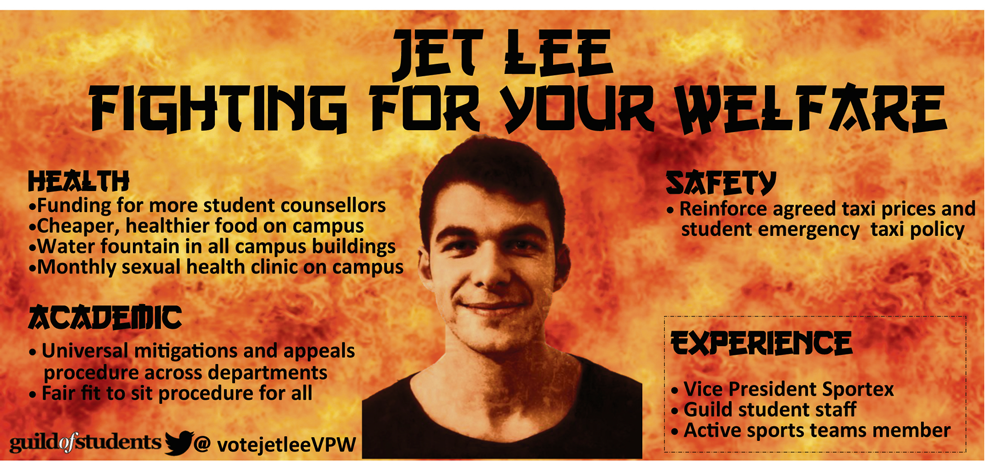 JET LEE
FIGHTING FOR YOUR WELFARE
HEALTH
•Funding for more student counsellors
•Cheaper, healthier food on campus
•Water fountain in all campus buildings
•Monthly sexual health clinic on campus
ACADEMIC
• Universal mitigations and appeals
procedure across departments
• Fair fit to sit procedure for all
guildofstudents @ votejetleeVPW
SAFETY
• Reinforce agreed taxi prices and
student emergency taxi policy
EXPERIENCE
• Vice President Sportex
• Guild student staff
• Active sports teams member